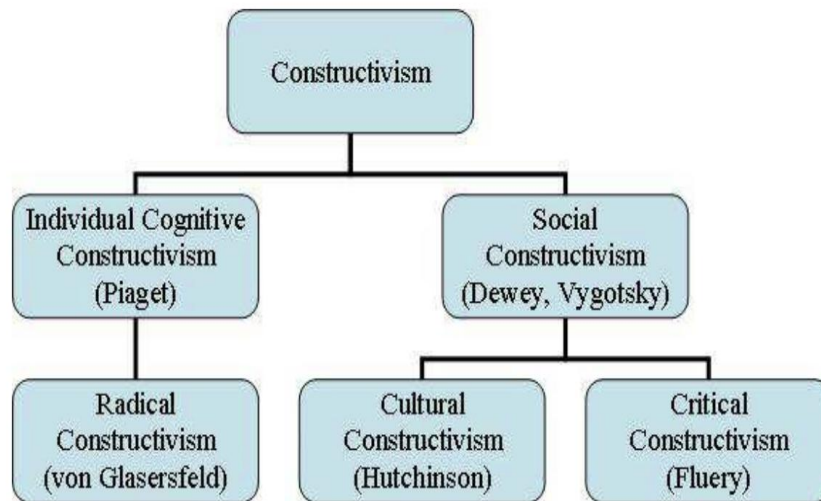 Constructivism
Individual Cognitive
Constructivism
(Piaget)
Social
Constructivism
(Dewey, Vygotsky)
Radical
Constructivism
(von Glasersfeld)
Cultural
Constructivism
(Hutchinson)
Critical
Constructivism
(Fluery)